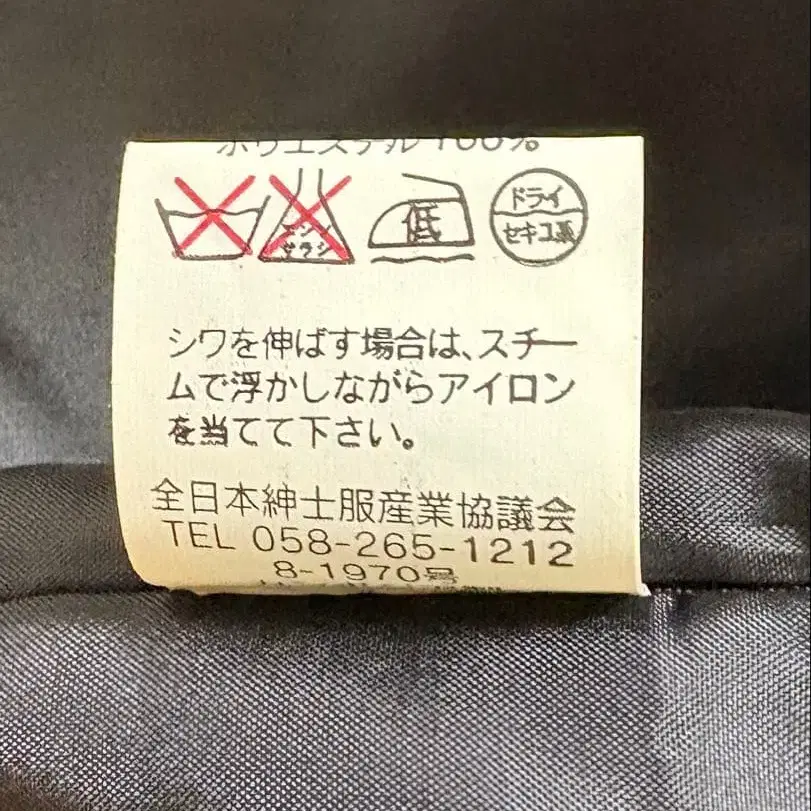 ポリエステル 100%
エンソ
サラシ
低
ドライ
セキユ系
シワを伸ばす場合は、スチー
ムで浮かしながらアイロン
を当てて下さい。
全日本紳士服産業協議会
TEL 058-265-1212
8-1970号